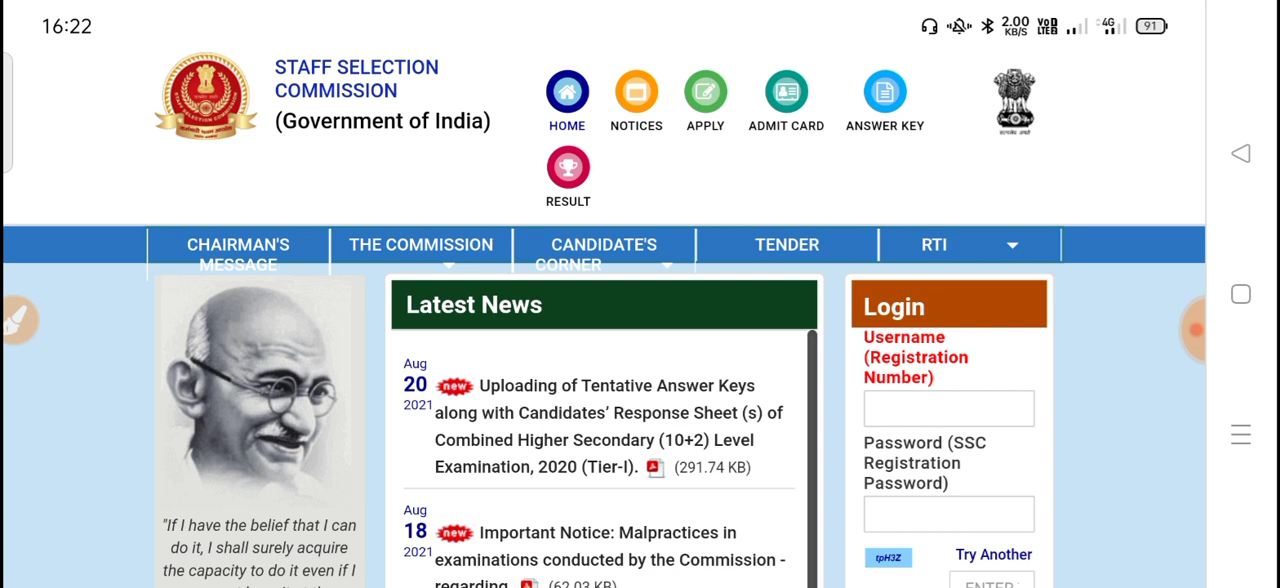 16:22
2.00
KB/S
VoD
LTE2
4G
91
STAFF SELECTION
COMMISSION
(Government of India)
HOME
NOTICES
APPLY
ADMIT CARD
ANSWER KEY
RESULT
CHAIRMAN'S
MESSAGE
THE COMMISSION
CANDIDATE'S
CORNER
TENDER
RTI
"If I have the belief that I can
do it, I shall surely acquire
the capacity to do it even if I
Latest News
Aug
20
2021
new Uploading of Tentative Answer Keys
along with Candidates’ Response Sheet (s) of
Combined Higher Secondary (10+2) Level
Examination, 2020 (Tier-I). (291.74 KB)
Aug
18
2021
new Important Notice: Malpractices in
examinations conducted by the Commission -
regarding. (62.03 KB)
Login
Username
(Registration
Number)
Password (SSC
Registration
Password)
tpH3Z
Try Another
ENTER